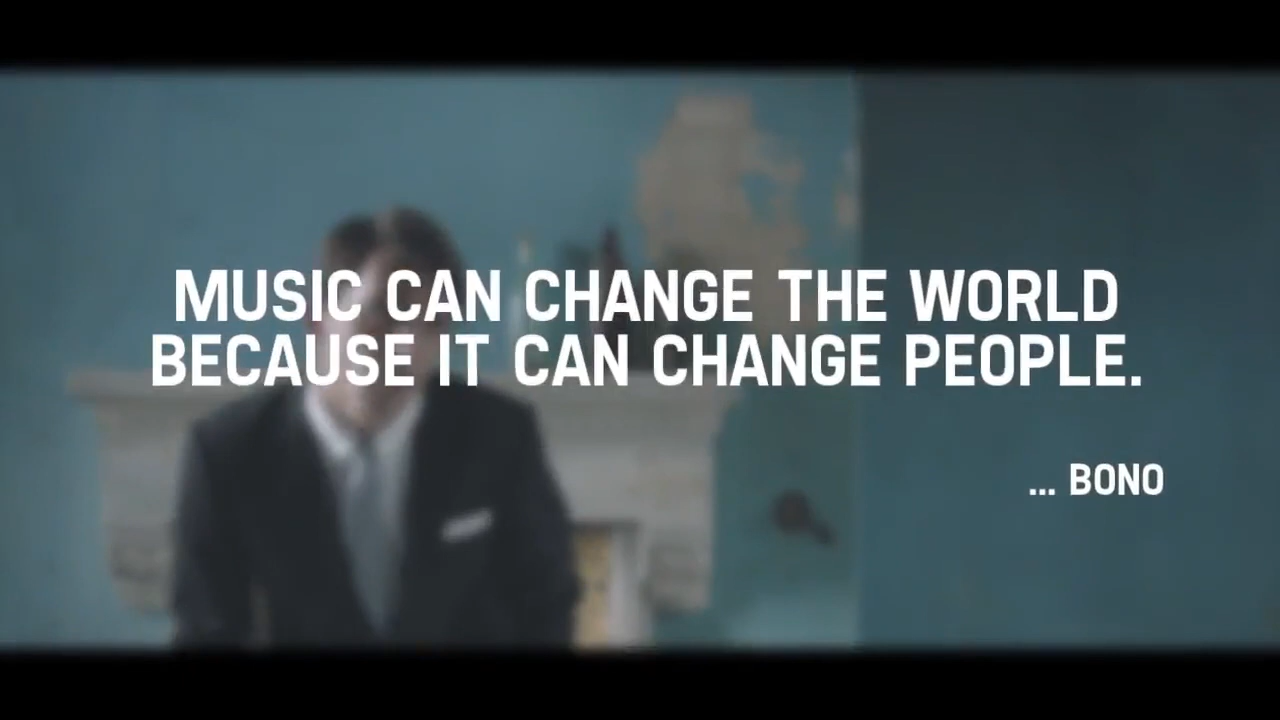 MUSIC CAN CHANGE THE WORLD
BECAUSE IT CAN CHANGE PEOPLE.
... BONO